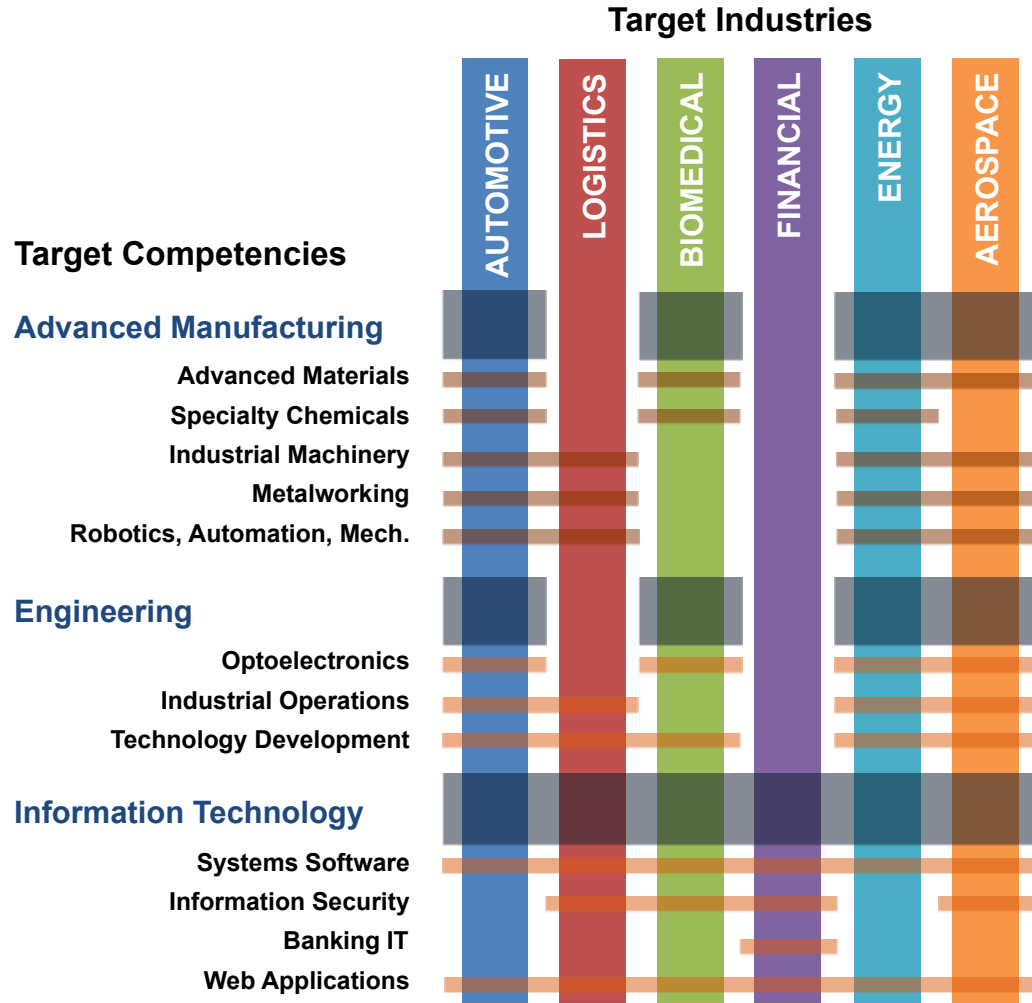 Target Industries
AUTOMOTIVE
LOGISTICS
BIOMEDICAL
FINANCIAL
ENERGY
AEROSPACE
Target Competencies
Advanced Manufacturing
Advanced Materials
Specialty Chemicals
Industrial Machinery
Metalworking
Robotics, Automation, Mech.
Engineering
Optoelectronics
Industrial Operations
Technology Development
Information Technology
Systems Software
Information Security
Banking IT
Web Applications